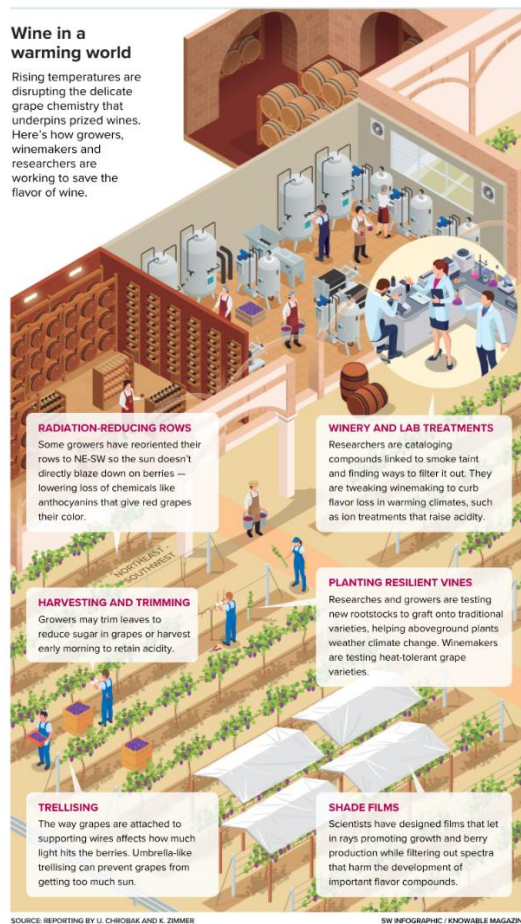 Wine in a
warming world
Rising temperatures are
disrupting the delicate
grape chemistry that
underpins prized wines.
Here's how growers,
winemakers and
researchers are
working to save the
flavor of wine.
RADIATION-REDUCING ROWS
Some growers have reoriented their
rows to NE-SW so the sun doesn't
directly blaze down on berries —
lowering loss of chemicals like
anthocyanins that give red grapes
their color.
WINERY AND LAB TREATMENTS
Researchers are cataloging
compounds linked to smoke taint
and finding ways to filter it out. They
are tweaking winemaking to curb
flavor loss in warming climates, such
as ion treatments that raise acidity.
NORTHEAST -
SOUTHWEST
HARVESTING AND TRIMMING
Growers may trim leaves to
reduce sugar in grapes or harvest
early morning to retain acidity.
PLANTING RESILIENT VINES
Researches and growers are testing
new rootstocks to graft onto traditional
varieties, helping aboveground plants
weather climate change. Winemakers
are testing heat-tolerant grape
varieties.
TRELLISING
The way grapes are attached to
supporting wires affects how much
light hits the berries. Umbrella-like
trellising can prevent grapes from
getting too much sun.
SHADE FILMS
Scientists have designed films that let
in rays promoting growth and berry
production while filtering out spectra
that harm the development of
important flavor compounds.
SOURCE: REPORTING BY U. CHROBAK AND K. ZIMMER
5W INFOGRAPHIC / KNOWABLE MAGAZIN